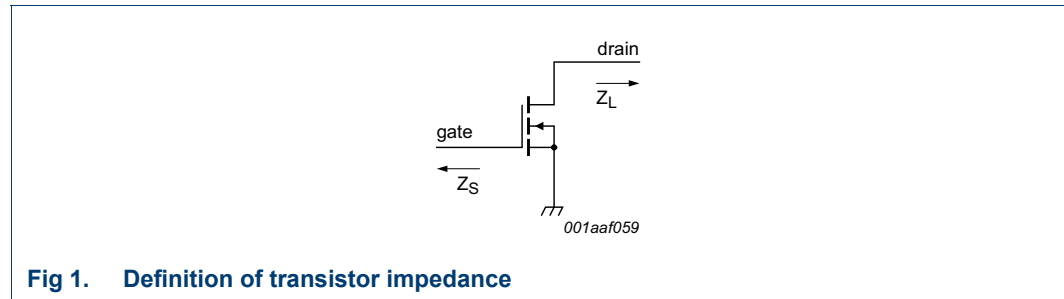 drain
Z_L
gate
Z_S
001aaf059
Fig 1. Definition of transistor impedance